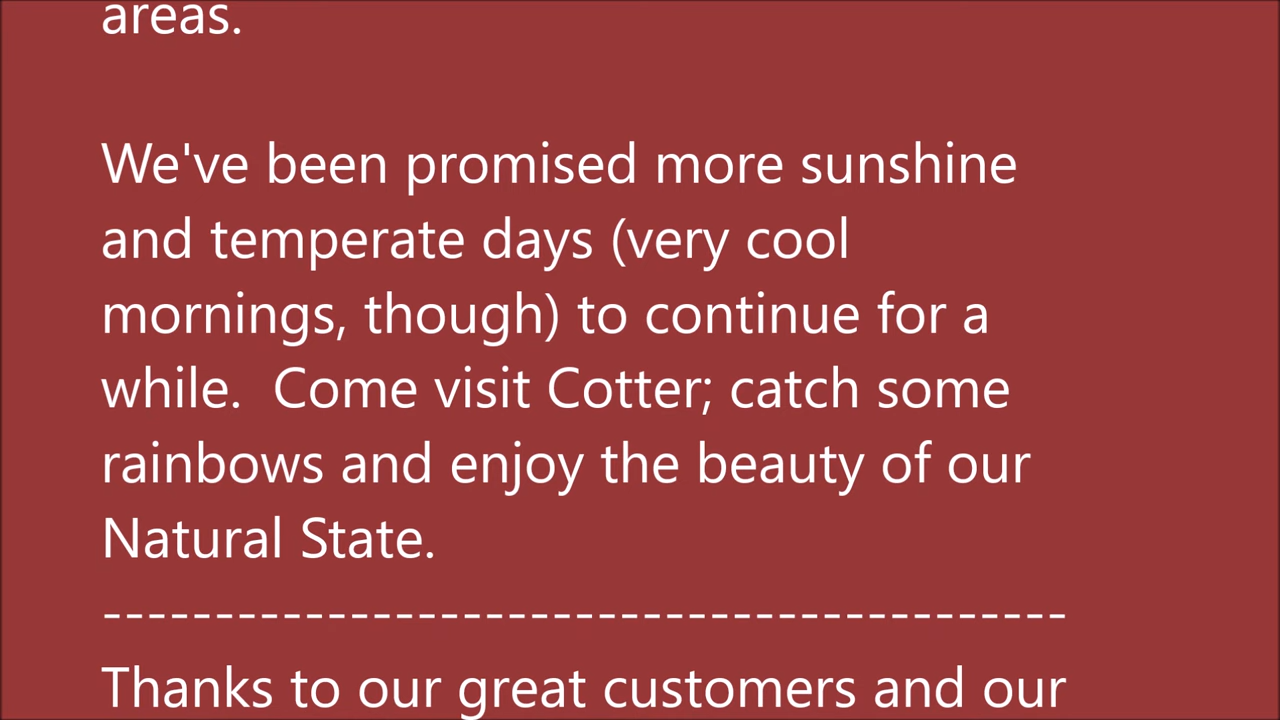 areas.
We've been promised more sunshine
and temperate days (very cool
mornings, though) to continue for a
while.  Come visit Cotter; catch some
rainbows and enjoy the beauty of our
Natural State.
-------------------------------------------
Thanks to our great customers and our